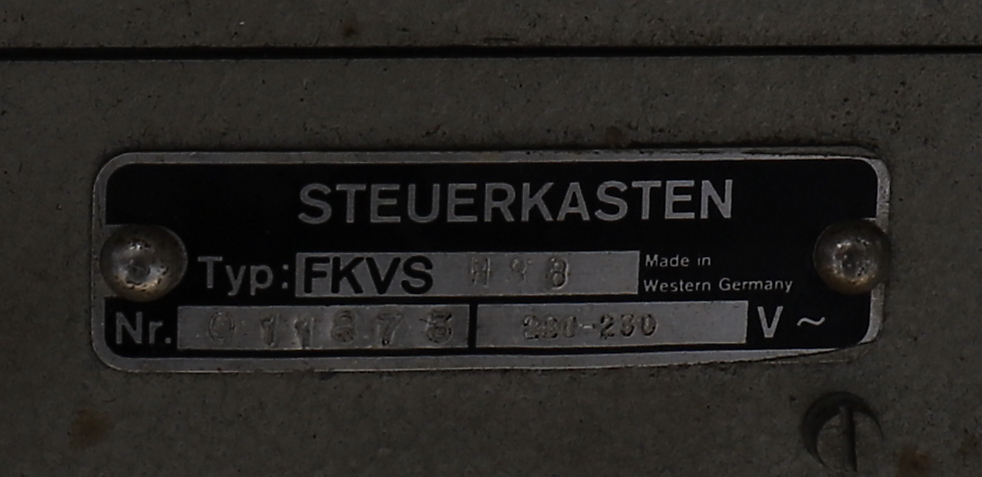 STEUERKASTEN
Typ: FKVS
Made in
Western Germany
Nr. 200-230 V ~